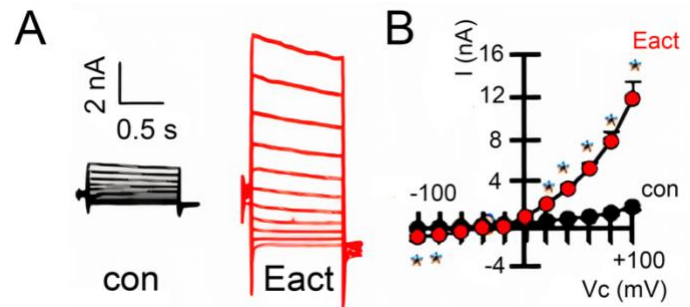 A
2 nA
0.5 s
con
Eact
B
I (nA)
16
12
8
4
-4
Eact
con
-100
+100
Vc (mV)